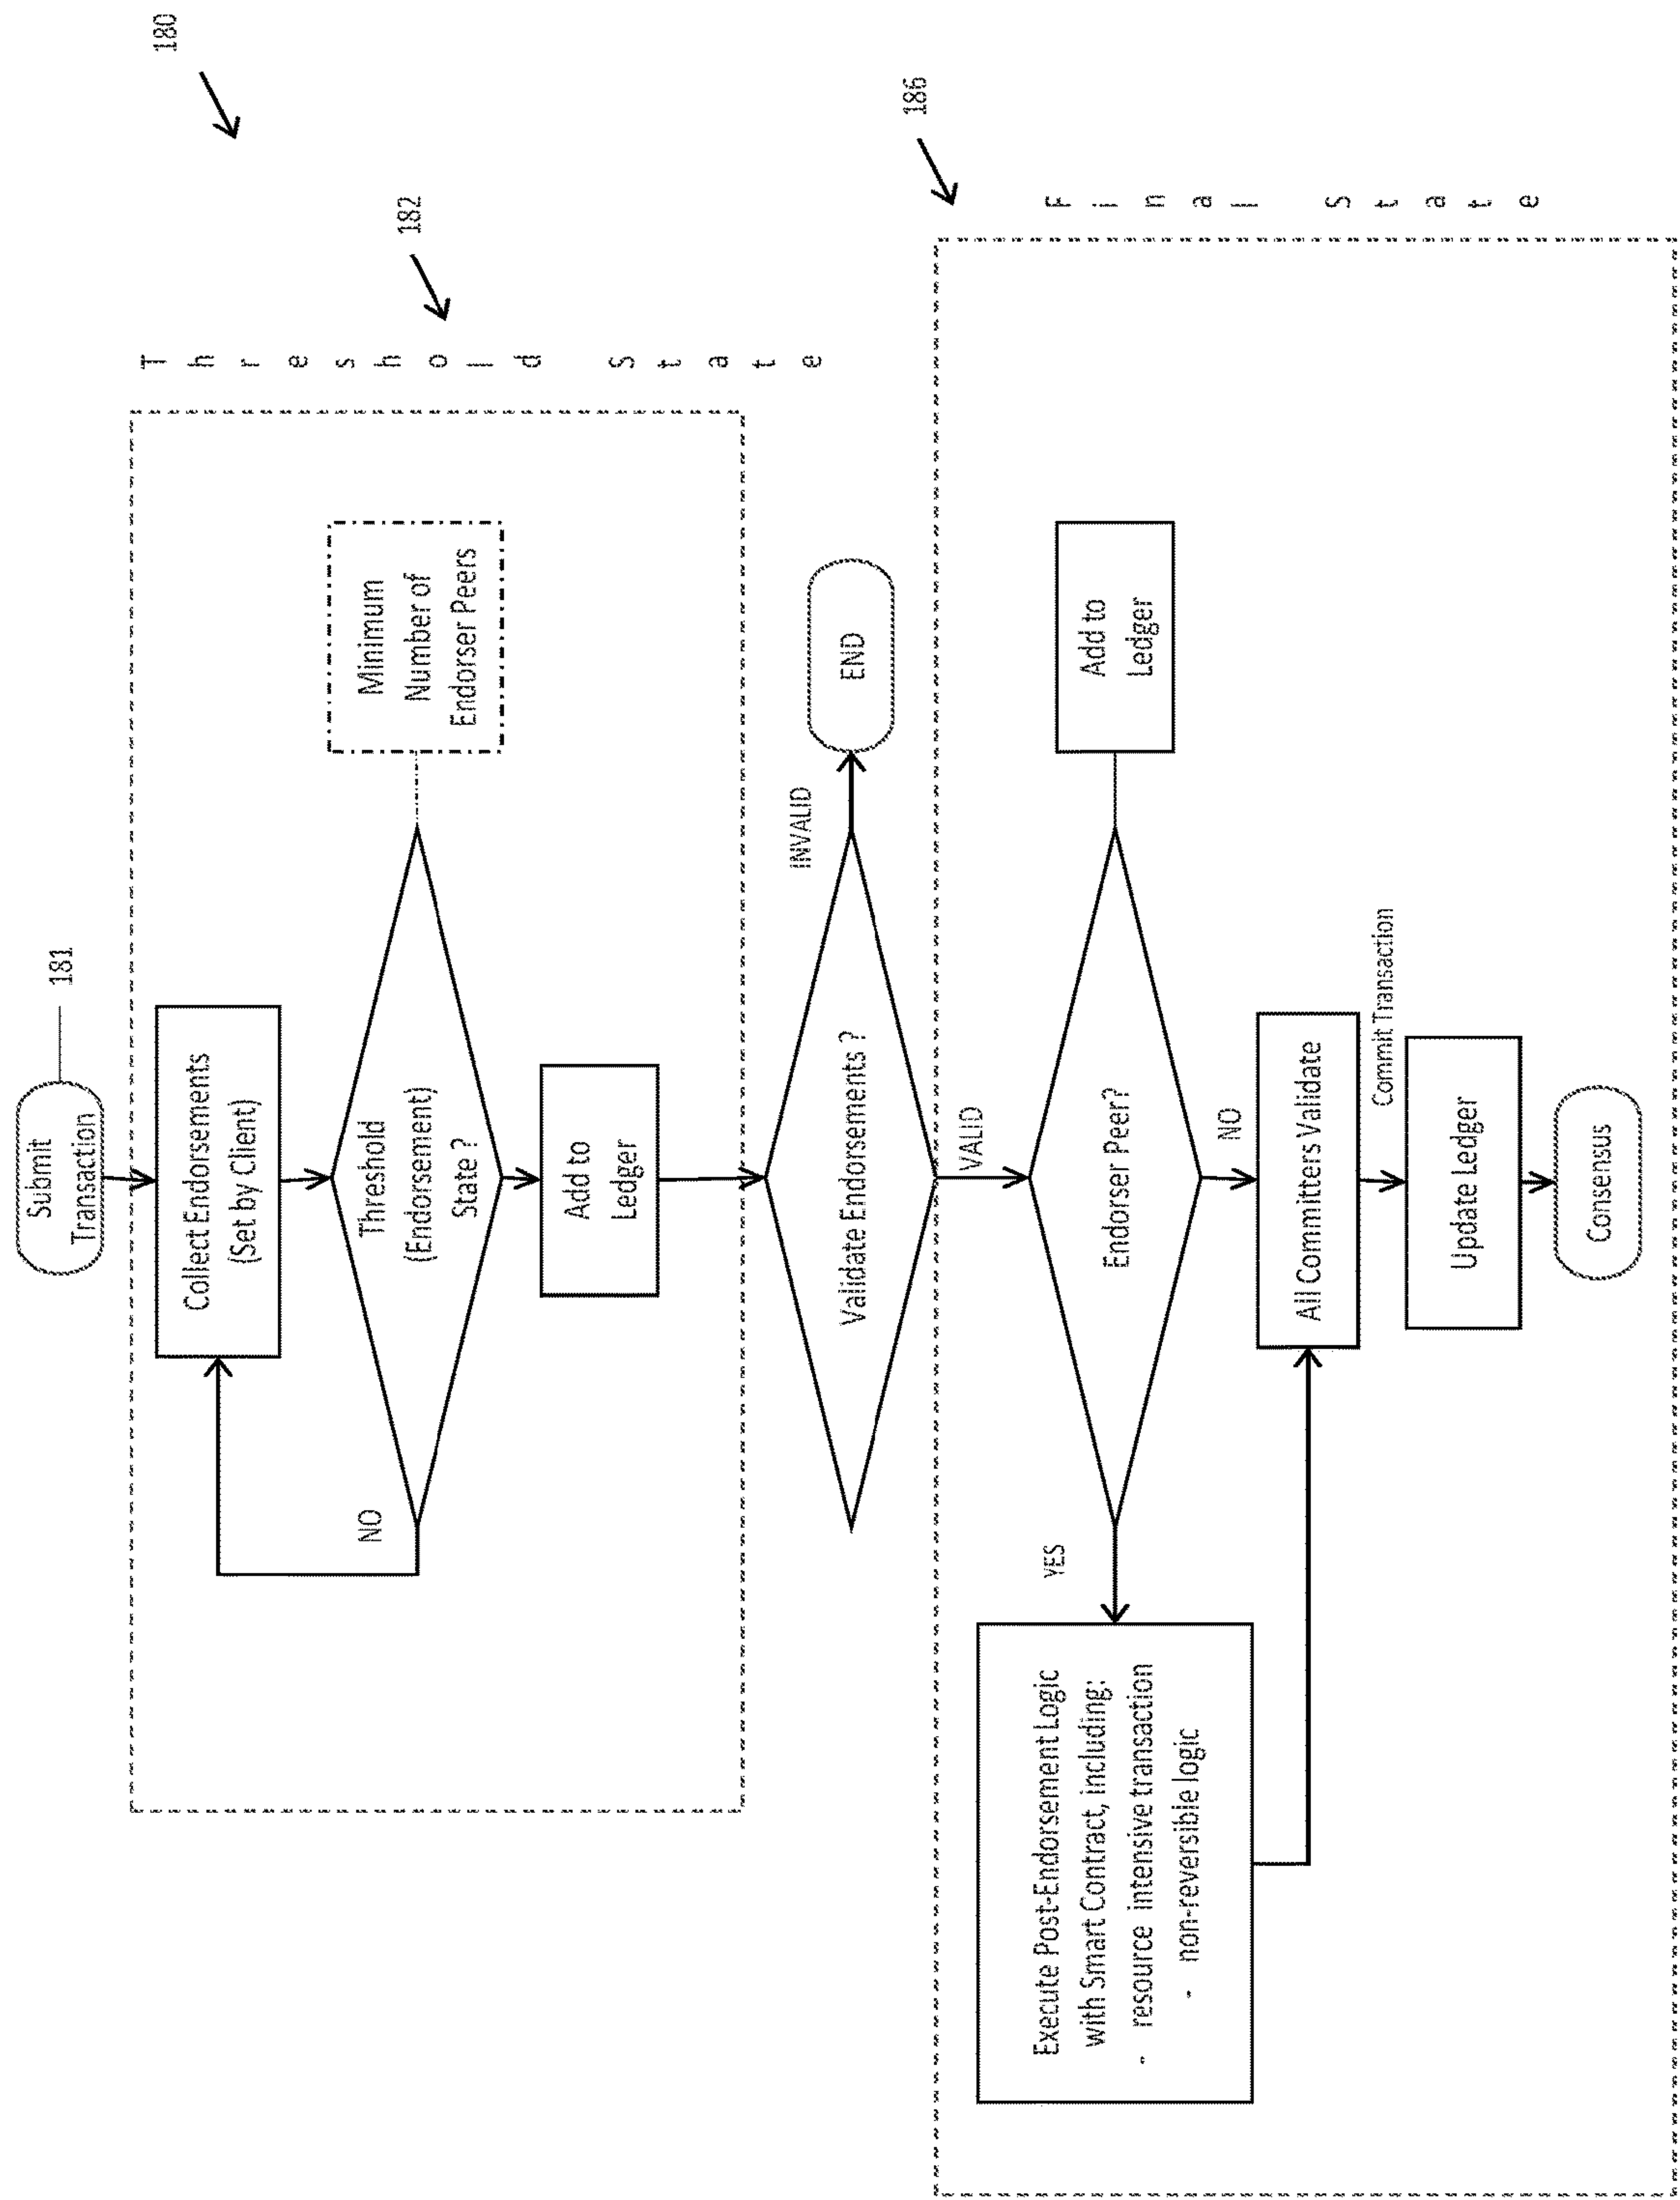 180
Submit
Transaction
181
182
Threshold State
Collect Endorsements
(Set by Client)
Threshold
(Endorsement)
State ?
NO
Minimum
Number of
Endorser Peers
Add to
Ledger
Validate Endorsements ?
INVALID
END
186
Final State
VALID
Endorser Peer?
Add to
Ledger
YES
NO
Execute Post-Endorsement Logic
with Smart Contract, including:
- resource intensive transaction
- non-reversible logic
All Committers Validate
Commit Transaction
Update Ledger
Consensus